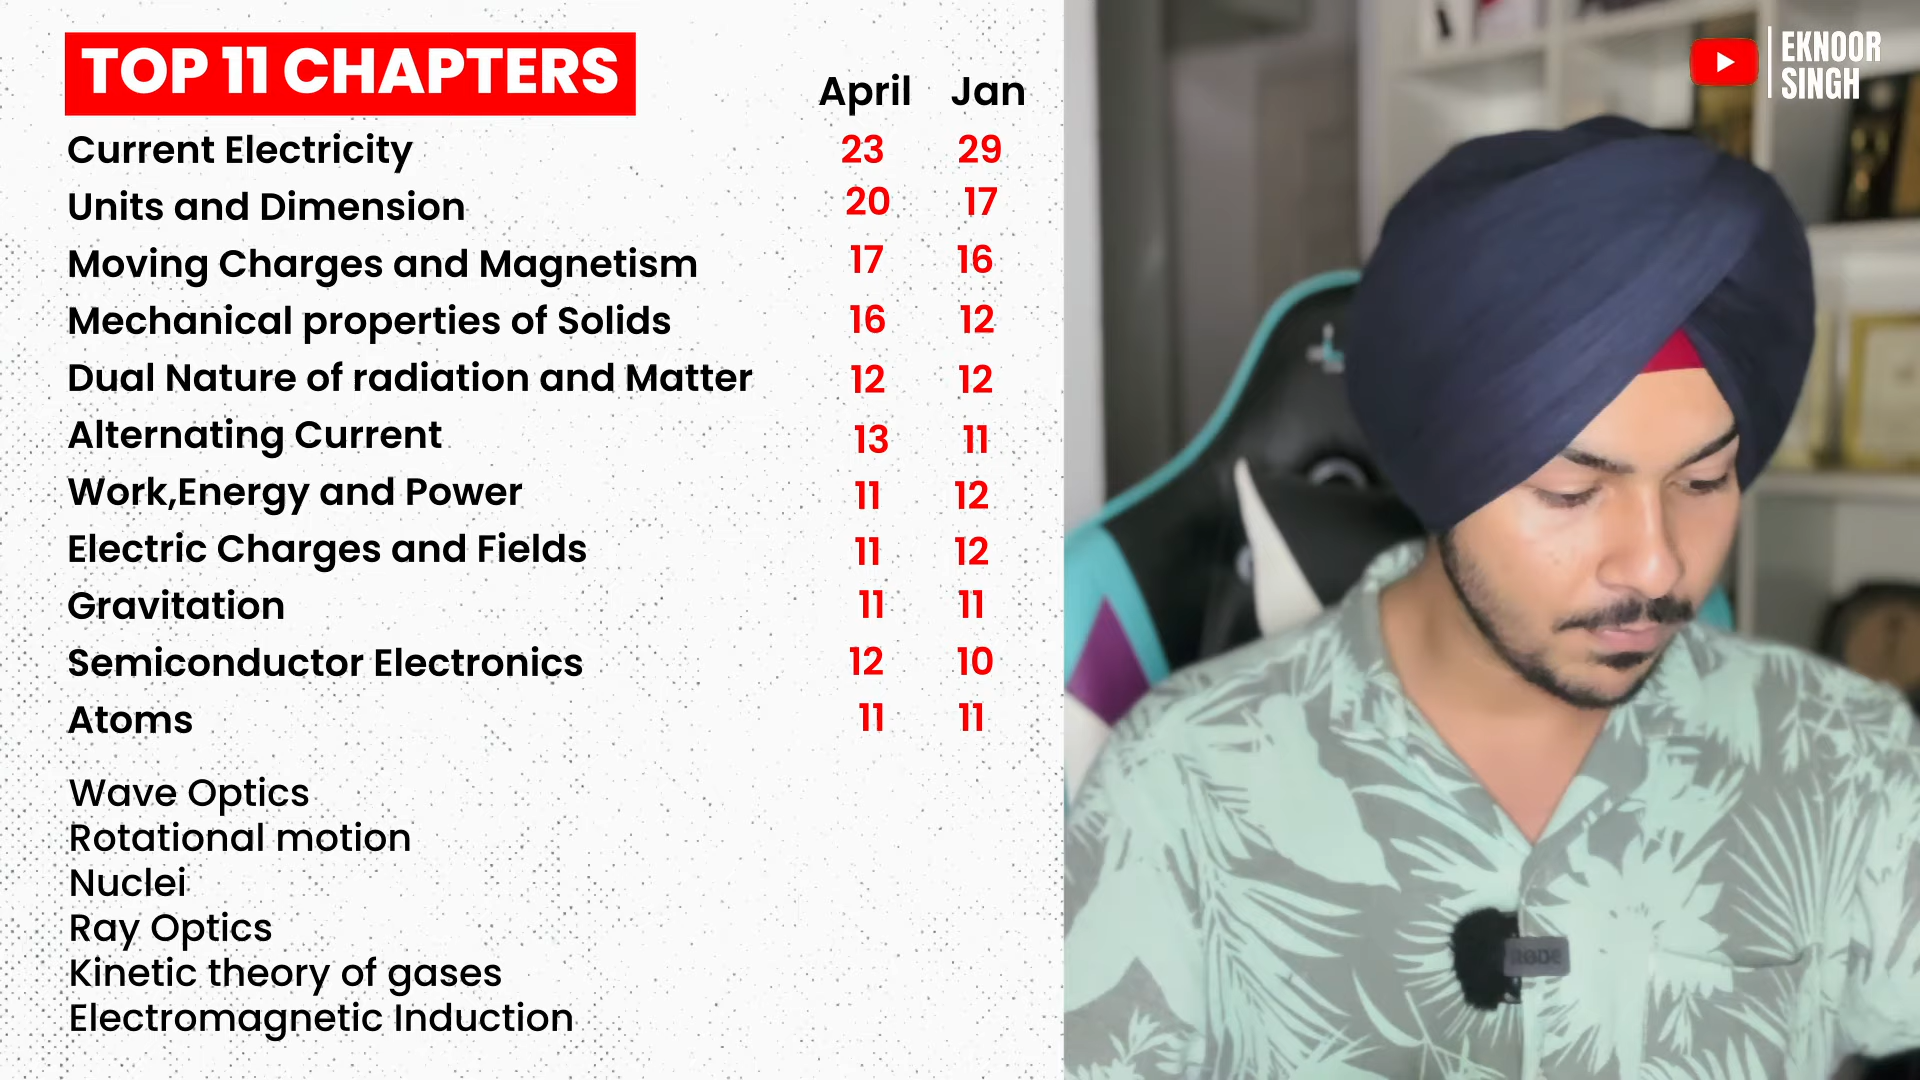 TOP 11 CHAPTERS
April Jan
Current Electricity 23 29
Units and Dimension 20 17
Moving Charges and Magnetism 17 16
Mechanical properties of Solids 16 12
Dual Nature of radiation and Matter 12 12
Alternating Current 13 11
Work,Energy and Power 11 12
Electric Charges and Fields 11 12
Gravitation 11 11
Semiconductor Electronics 12 10
Atoms 11 11
Wave Optics
Rotational motion
Nuclei
Ray Optics
Kinetic theory of gases
Electromagnetic Induction
EKNOOR
SINGH
RØDE